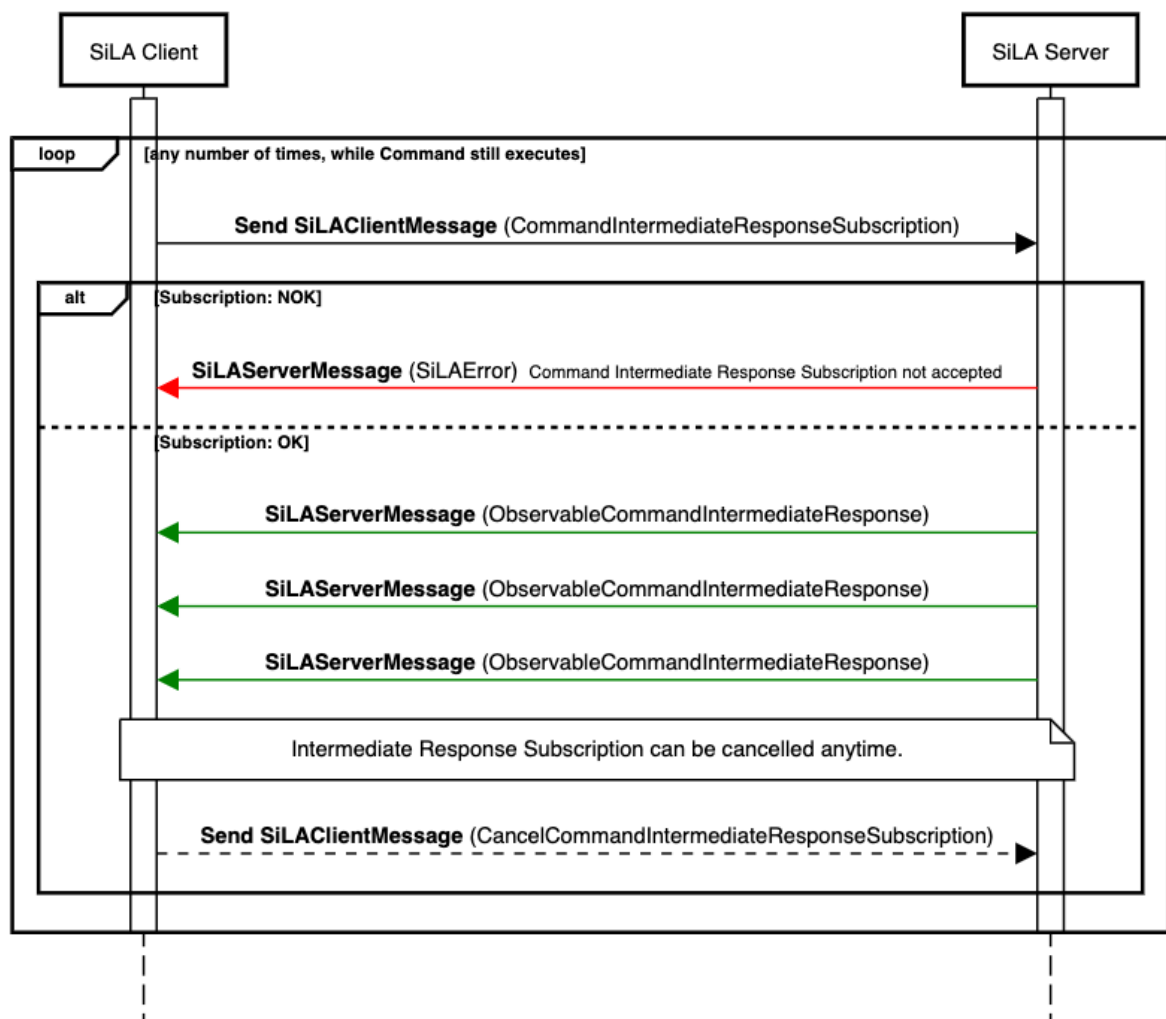 SiLA Client
SiLA Server
loop
[any number of times, while Command still executes]
Send SiLAClientMessage (CommandIntermediateResponseSubscription)
alt
[Subscription: NOK]
SiLAServerMessage (SiLAError) Command Intermediate Response Subscription not accepted
[Subscription: OK]
SiLAServerMessage (ObservableCommandIntermediateResponse)
SiLAServerMessage (ObservableCommandIntermediateResponse)
SiLAServerMessage (ObservableCommandIntermediateResponse)
Intermediate Response Subscription can be cancelled anytime.
Send SiLAClientMessage (CancelCommandIntermediateResponseSubscription)